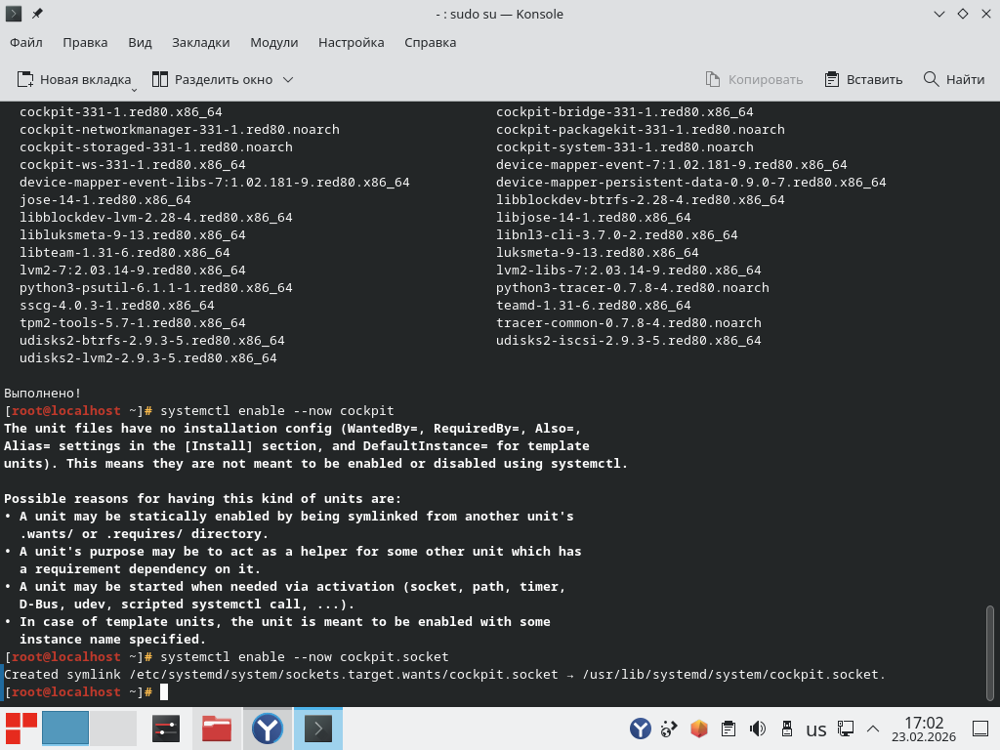 - : sudo su — Konsole
Файл Правка Вид Закладки Модули Настройка Справка
Новая вкладка Разделить окно Копировать Вставить Найти
cockpit-331-1.red80.x86_64 cockpit-bridge-331-1.red80.x86_64
cockpit-networkmanager-331-1.red80.noarch cockpit-packagekit-331-1.red80.noarch
cockpit-storaged-331-1.red80.noarch cockpit-system-331-1.red80.noarch
cockpit-ws-331-1.red80.x86_64 device-mapper-event-7:1.02.181-9.red80.x86_64
device-mapper-event-libs-7:1.02.181-9.red80.x86_64 device-mapper-persistent-data-0.9.0-7.red80.x86_64
jose-14-1.red80.x86_64 libblockdev-btrfs-2.28-4.red80.x86_64
libblockdev-lvm-2.28-4.red80.x86_64 libjose-14-1.red80.x86_64
libluksmeta-9-13.red80.x86_64 libnl3-cli-3.7.0-2.red80.x86_64
libteam-1.31-6.red80.x86_64 luksmeta-9-13.red80.x86_64
lvm2-7:2.03.14-9.red80.x86_64 lvm2-libs-7:2.03.14-9.red80.x86_64
python3-psutil-6.1.1-1.red80.x86_64 python3-tracer-0.7.8-4.red80.noarch
sscg-4.0.3-1.red80.x86_64 teamd-1.31-6.red80.x86_64
tpm2-tools-5.7-1.red80.x86_64 tracer-common-0.7.8-4.red80.noarch
udisks2-btrfs-2.9.3-5.red80.x86_64 udisks2-iscsi-2.9.3-5.red80.x86_64
udisks2-lvm2-2.9.3-5.red80.x86_64
Выполнено!
[root@localhost ~]# systemctl enable --now cockpit
The unit files have no installation config (WantedBy=, RequiredBy=, Also=,
Alias= settings in the [Install] section, and DefaultInstance= for template
units). This means they are not meant to be enabled or disabled using systemctl.
Possible reasons for having this kind of units are:
• A unit may be statically enabled by being symlinked from another unit's
.wants/ or .requires/ directory.
• A unit's purpose may be to act as a helper for some other unit which has
a requirement dependency on it.
• A unit may be started when needed via activation (socket, path, timer,
D-Bus, udev, scripted systemctl call, ...).
• In case of template units, the unit is meant to be enabled with some
instance name specified.
[root@localhost ~]# systemctl enable --now cockpit.socket
Created symlink /etc/systemd/system/sockets.target.wants/cockpit.socket → /usr/lib/systemd/system/cockpit.socket.
[root@localhost ~]#
us 17:02
23.02.2026